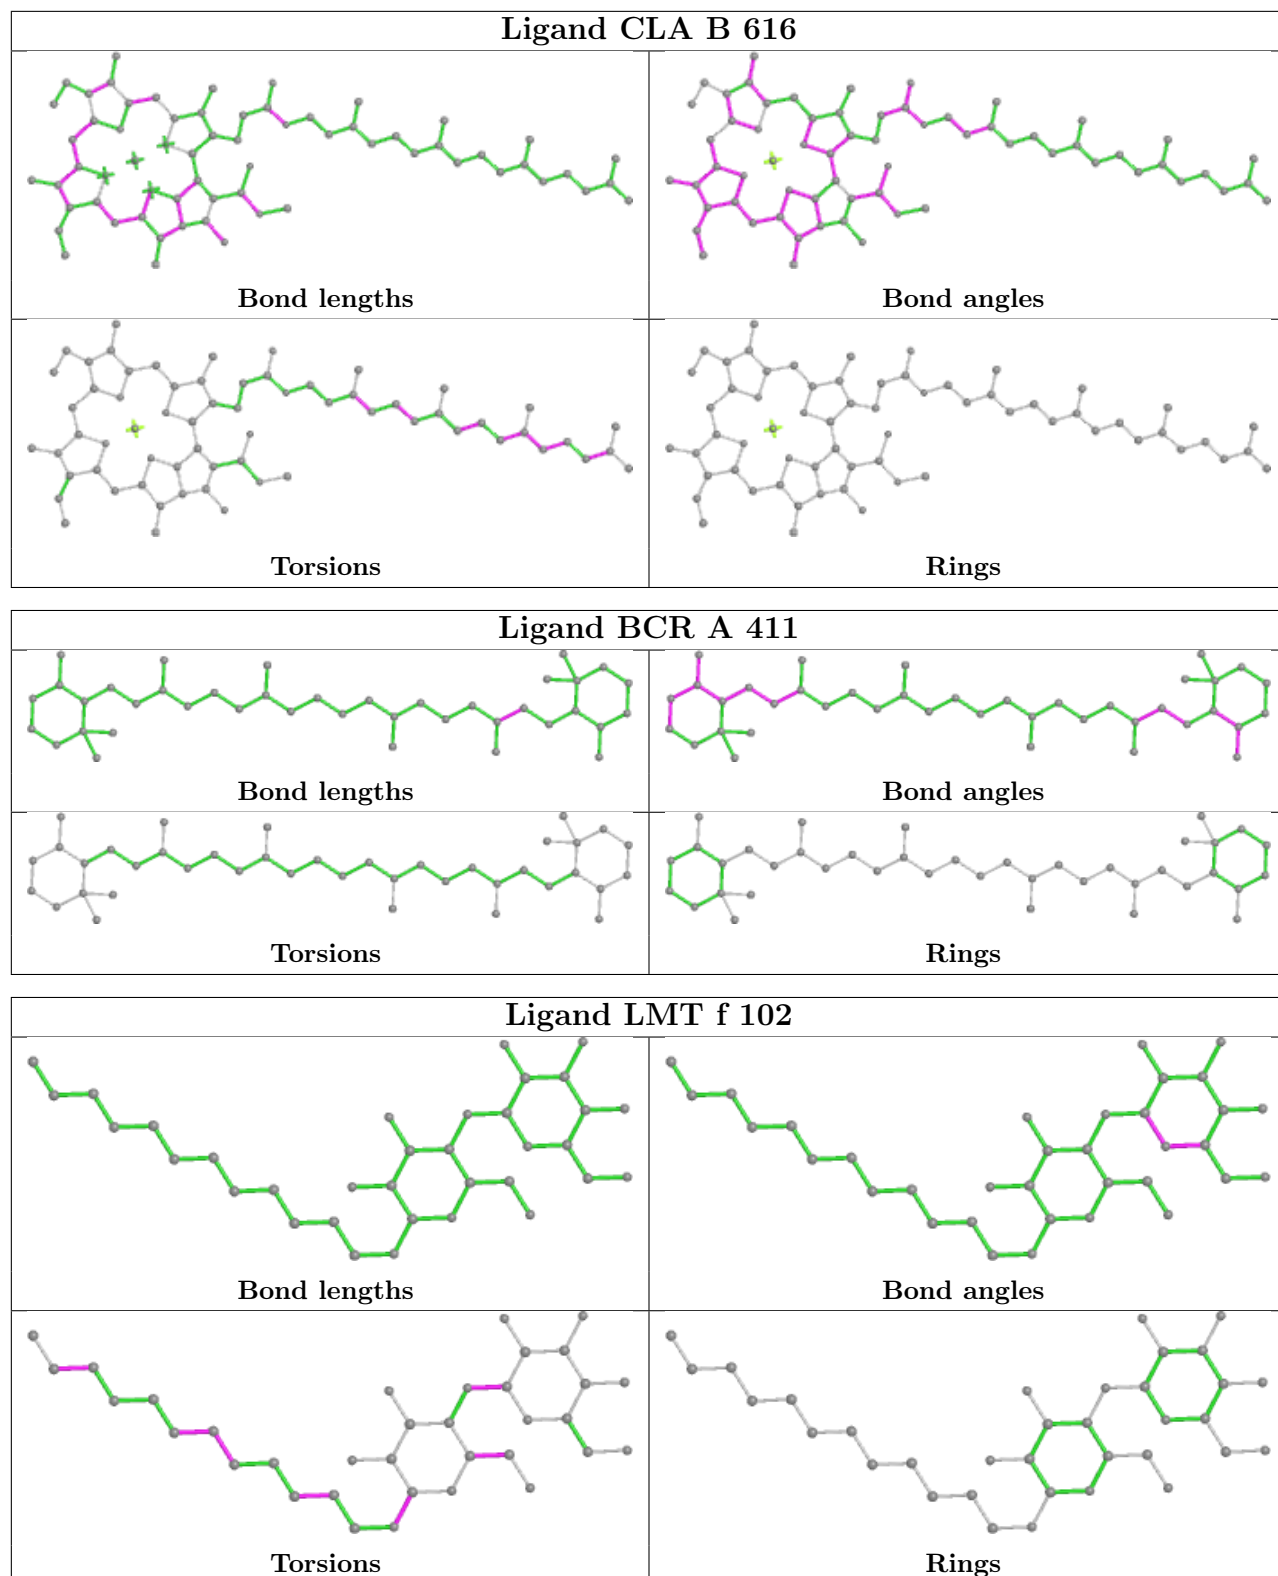 Ligand CLA B 616
Bond lengths
Bond angles
Torsions
Rings
Ligand BCR A 411
Bond lengths
Bond angles
Torsions
Rings
Ligand LMT f 102
Bond lengths
Bond angles
Torsions
Rings